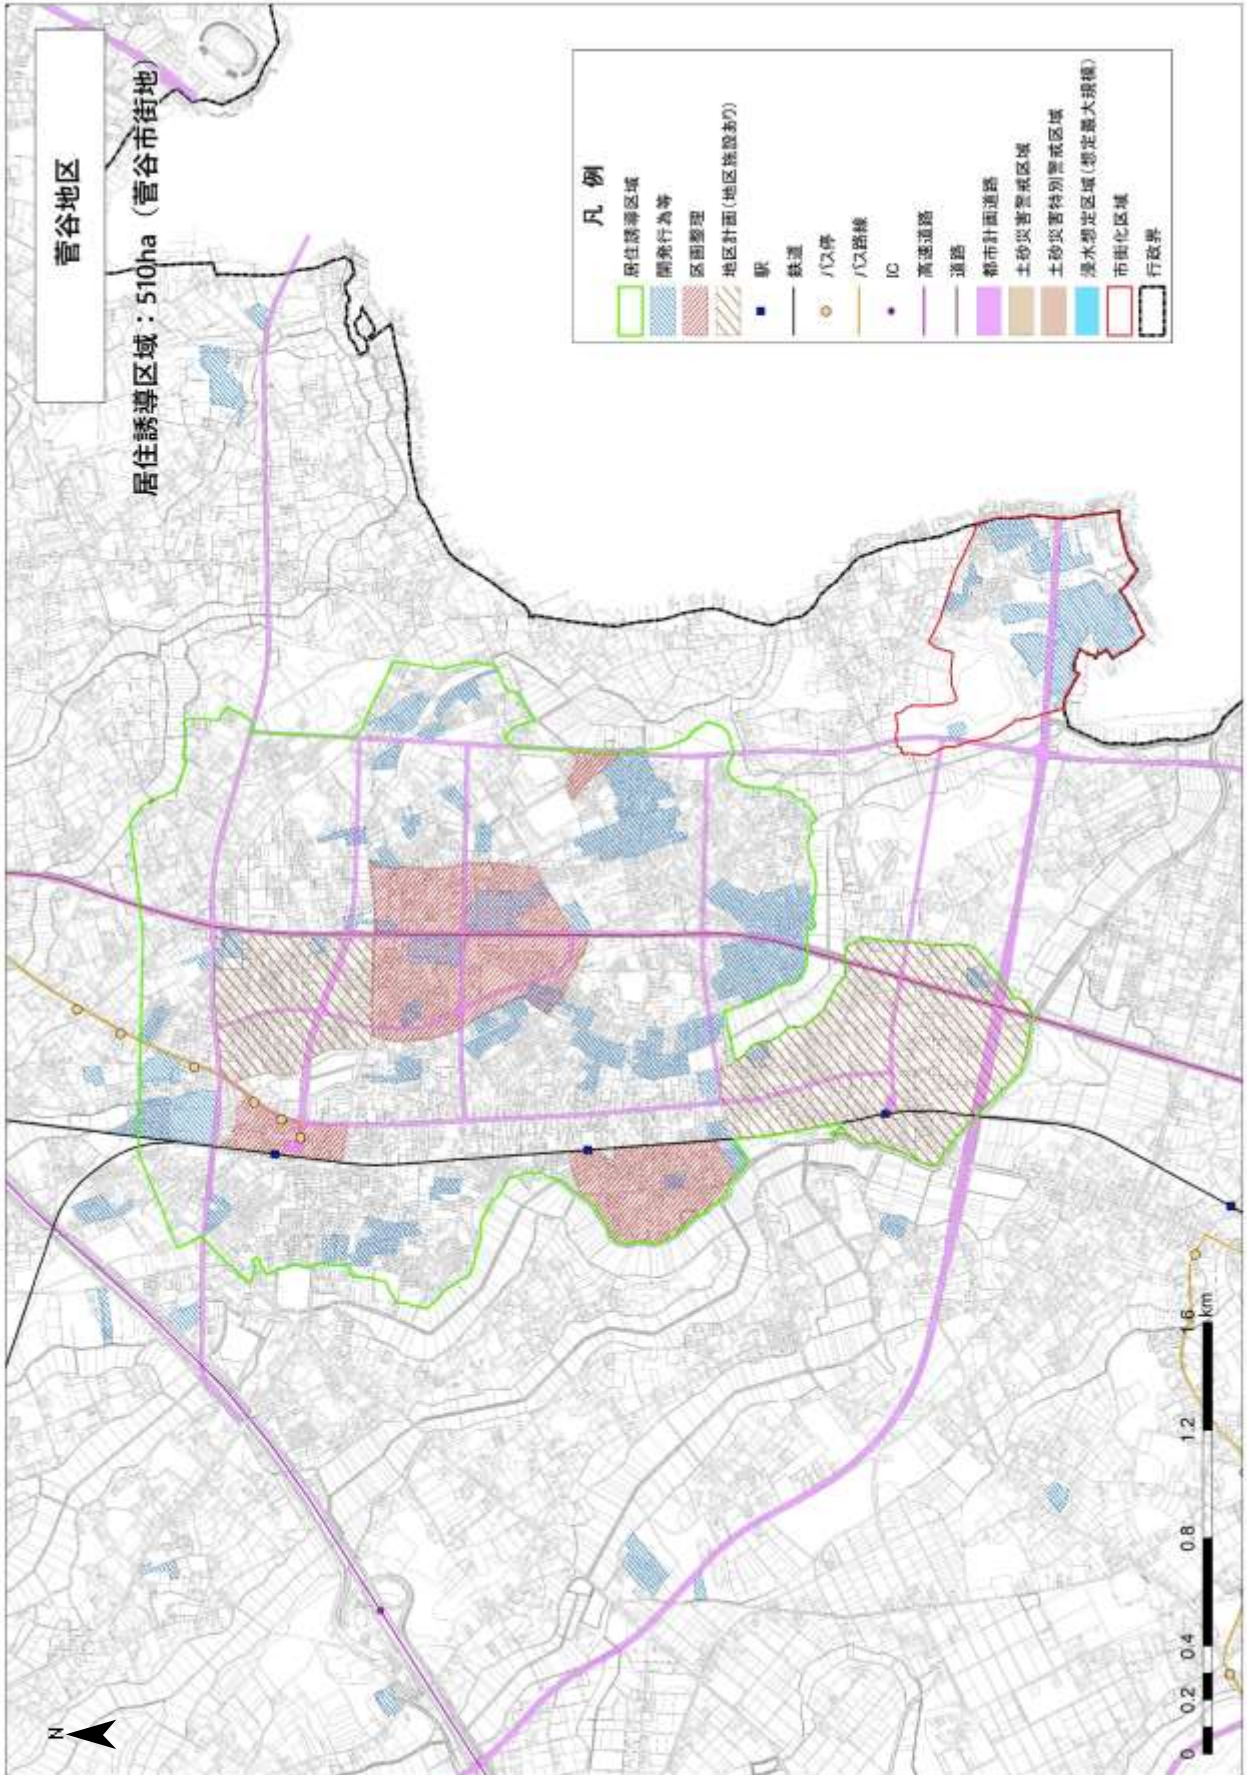 菅谷地区
居住誘導区域：510ha（菅谷市街地）
凡例
居住誘導区域
開発行為等
区画整理
地区計画(地区施設あり)
駅
鉄道
バス停
バス路線
IC
高速道路
道路
都市計画道路
土砂災害警戒区域
土砂災害特別警戒区域
浸水想定区域(想定最大規模)
市街化区域
行政界
N
0 0.2 0.4 0.8 1.2 1.6
km